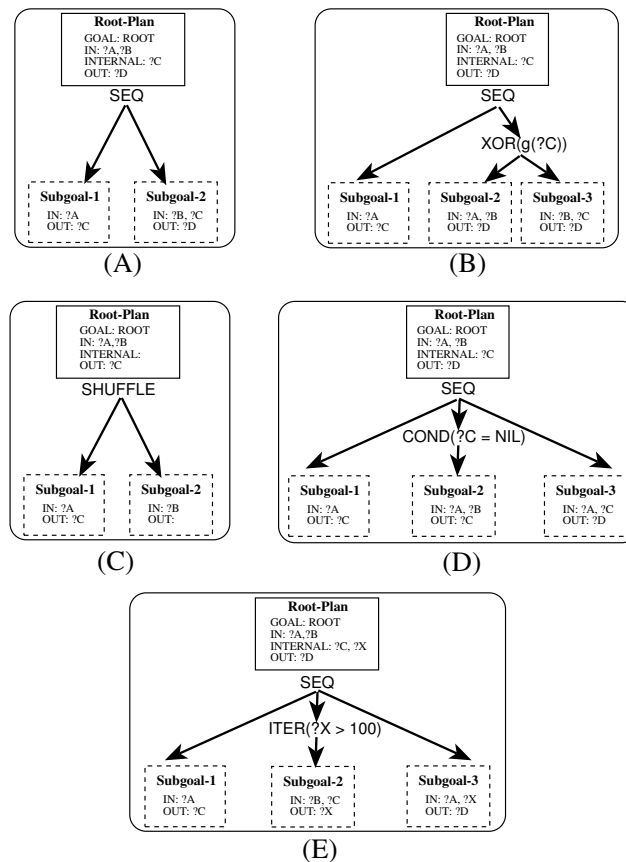 Root-Plan
GOAL: ROOT
IN: ?A,?B
INTERNAL: ?C
OUT: ?D
SEQ
Subgoal-1
IN: ?A
OUT: ?C
Subgoal-2
IN: ?B, ?C
OUT: ?D
(A)
Root-Plan
GOAL: ROOT
IN: ?A, ?B
INTERNAL: ?C
OUT: ?D
SEQ
XOR(g(?C))
Subgoal-1
IN: ?A
OUT: ?C
Subgoal-2
IN: ?A, ?B
OUT: ?D
Subgoal-3
IN: ?B, ?C
OUT: ?D
(B)
Root-Plan
GOAL: ROOT
IN: ?A,?B
INTERNAL:
OUT: ?C
SHUFFLE
Subgoal-1
IN: ?A
OUT: ?C
Subgoal-2
IN: ?B
OUT:
(C)
Root-Plan
GOAL: ROOT
IN: ?A, ?B
INTERNAL: ?C
OUT: ?D
SEQ
COND(?C = NIL)
Subgoal-1
IN: ?A
OUT: ?C
Subgoal-2
IN: ?A, ?B
OUT: ?C
Subgoal-3
IN: ?A, ?C
OUT: ?D
(D)
Root-Plan
GOAL: ROOT
IN: ?A,?B
INTERNAL: ?C, ?X
OUT: ?D
SEQ
ITER(?X > 100)
Subgoal-1
IN: ?A
OUT: ?C
Subgoal-2
IN: ?B, ?C
OUT: ?X
Subgoal-3
IN: ?A, ?X
OUT: ?D
(E)